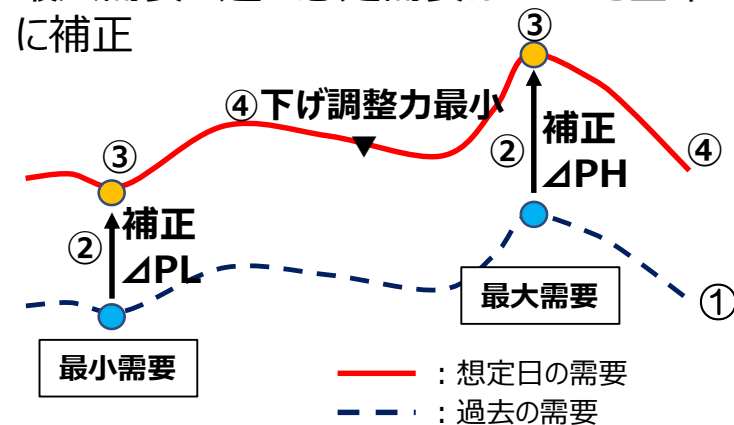 に補正
③
④下げ調整力最小
③
補正
②
⊿PH
④
補正
②
⊿PL
最大需要
①
最小需要
：想定日の需要
：過去の需要